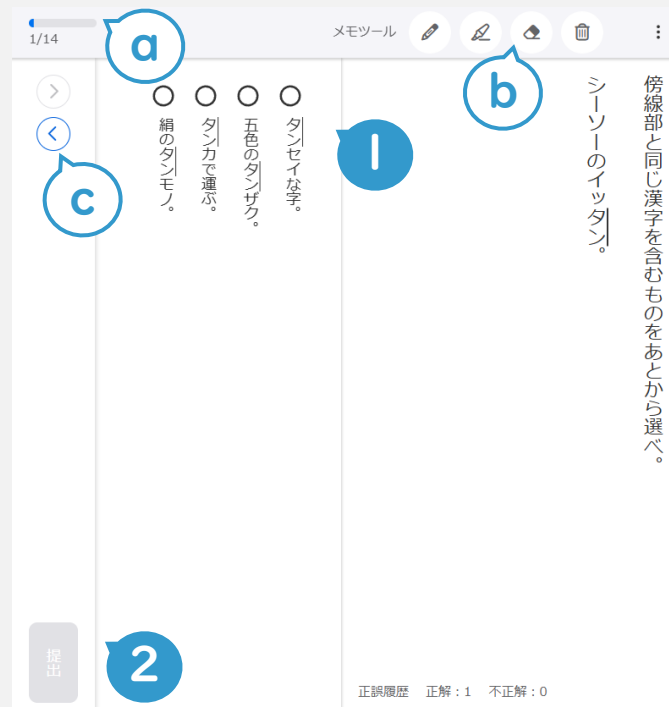 1/14
a
メモツール
b
傍線部と同じ漢字を含むものをあとから選べ。
シーソーのイッタン。
1
タンセイな字。
五色のタンザク。
タンカで運ぶ。
絹のタンモノ。
c
提出
2
正誤履歴 正解:1 不正解:0